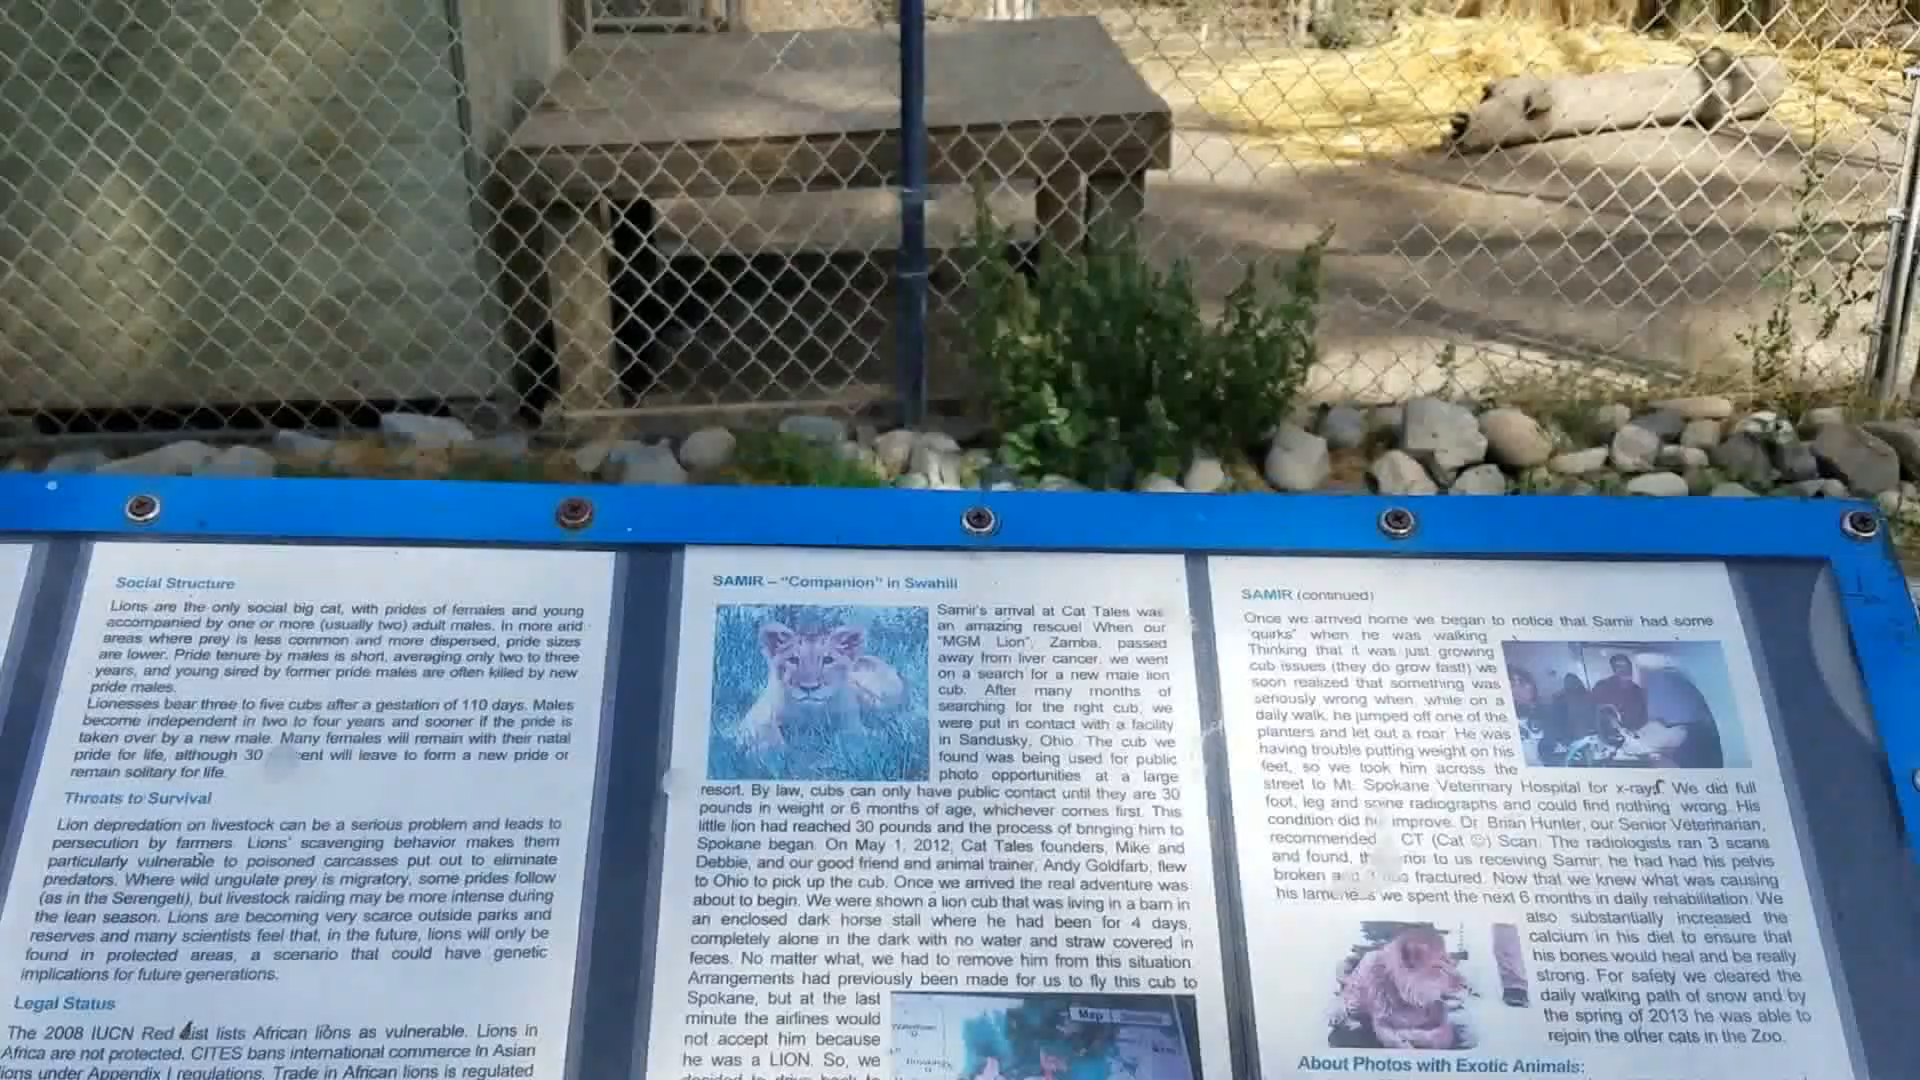 Social Structure
Lions are the only social big cat, with prides of females and young
accompanied by one or more (usually two) adult males. In more arid
areas where prey is less common and more dispersed, pride sizes
are lower. Pride tenure by males is short, averaging only two to three
years, and young sired by former pride males are often killed by new
pride males.
Lionesses bear three to five cubs after a gestation of 110 days. Males
become independent in two to four years and sooner if the pride is
taken over by a new male. Many females will remain with their natal
pride for life, although 30 will leave to form a new pride or
remain solitary for life.
Threats to Survival
Lion depredation on livestock can be a serious problem and leads to
persecution by farmers. Lions' scavenging behavior makes them
particularly vulnerable to poisoned carcasses put out to eliminate
predators. Where wild ungulate prey is migratory, some prides follow
(as in the Serengeti), but livestock raiding may be more intense during
the lean season. Lions are becoming very scarce outside parks and
reserves and many scientists feel that, in the future, lions will only be
found in protected areas, a scenario that could have genetic
implications for future generations.
Legal Status
The 2008 IUCN Red List lists African lions as vulnerable. Lions in
Africa are not protected. CITES bans international commerce in Asian
lions under Appendix I regulations. Trade in African lions is regulated
SAMIR – "Companion" in Swahili
Samir's arrival at Cat Tales was
an amazing rescue! When our
"MGM Lion", Zamba, passed
away from liver cancer, we went
on a search for a new male lion
cub. After many months of
searching for the right cub, we
were put in contact with a facility
in Sandusky, Ohio. The cub we
found was being used for public
photo opportunities at a large
resort. By law, cubs can only have public contact until they are 30
pounds in weight or 6 months of age, whichever comes first. This
little lion had reached 30 pounds and the process of bringing him to
Spokane began. On May 1, 2012, Cat Tales founders, Mike and
Debbie, and our good friend and animal trainer, Andy Goldfarb, flew
to Ohio to pick up the cub. Once we arrived the real adventure was
about to begin. We were shown a lion cub that was living in a barn in
an enclosed dark horse stall where he had been for 4 days,
completely alone in the dark with no water and straw covered in
feces. No matter what, we had to remove him from this situation.
Arrangements had previously been made for us to fly this cub to
Spokane, but at the last
minute the airlines would
not accept him because
he was a LION. So, we
decided to drive back to
Map
SAMIR (continued)
Once we arrived home we began to notice that Samir had some
"quirks" when he was walking.
Thinking that it was just growing
cub issues (they do grow fast!) we
soon realized that something was
seriously wrong when, while on a
daily walk, he jumped off one of the
planters and let out a roar. He was
having trouble putting weight on his
feet, so we took him across the
street to Mt. Spokane Veterinary Hospital for x-rays. We did full
foot, leg and spine radiographs and could find nothing wrong. His
condition did improve. Dr. Brian Hunter, our Senior Veterinarian,
recommended CT (Cat ☺) Scan. The radiologists ran 3 scans
and found, to us receiving Samir, he had had his pelvis
broken fractured. Now that we knew what was causing
his lameness we spent the next 6 months in daily rehabilitation. We
also substantially increased the
calcium in his diet to ensure that
his bones would heal and be really
strong. For safety we cleared the
daily walking path of snow and by
the spring of 2013 he was able to
rejoin the other cats in the Zoo.
About Photos with Exotic Animals: